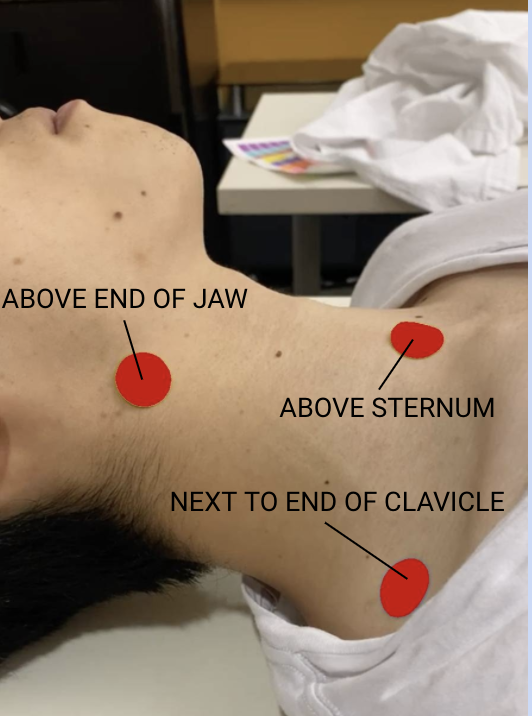 ABOVE END OF JAW
ABOVE STERNUM
NEXT TO END OF CLAVICLE